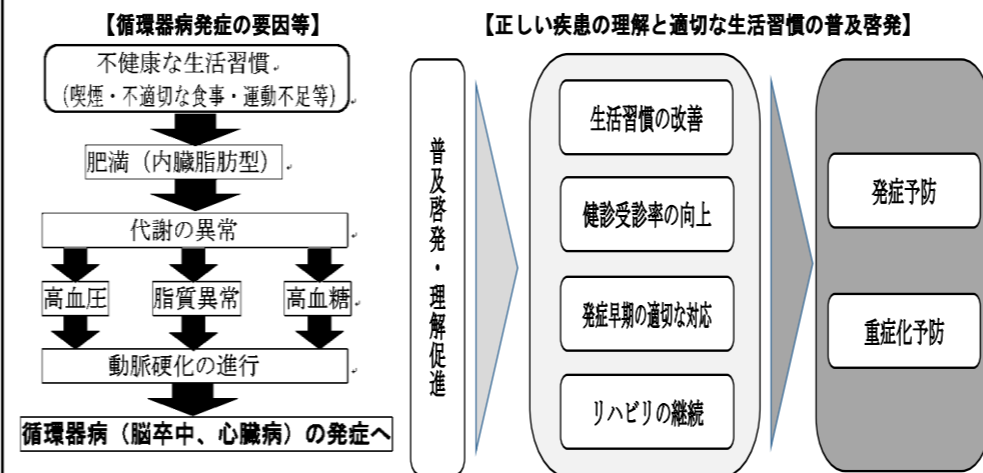 【循環器病発症の要因等】
不健康な生活習慣
(喫煙・不適切な食事・運動不足等)
肥満(内臓脂肪型)
代謝の異常
高血圧
脂質異常
高血糖
動脈硬化の進行
循環器病(脳卒中、心臓病)の発症へ
【正しい疾患の理解と適切な生活習慣の普及啓発】
普及啓発・理解促進
生活習慣の改善
健診受診率の向上
発症早期の適切な対応
リハビリの継続
発症予防
重症化予防